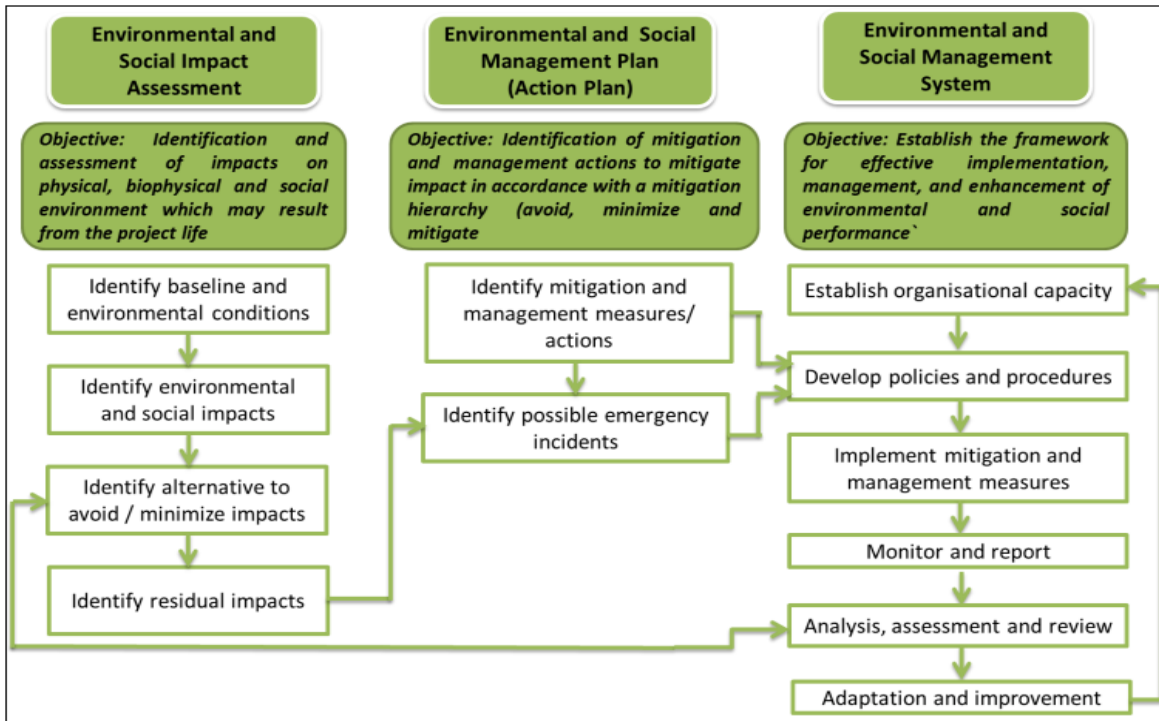 Environmental and
Social Impact
Assessment
Objective: Identification and
assessment of impacts on
physical, biophysical and social
environment which may result
from the project life
Identify baseline and
environmental conditions
Identify environmental
and social impacts
Identify alternative to
avoid / minimize impacts
Identify residual impacts
Environmental and Social
Management Plan
(Action Plan)
Objective: Identification of mitigation
and management actions to mitigate
impact in accordance with a mitigation
hierarchy (avoid, minimize and
mitigate
Identify mitigation and
management measures/
actions
Identify possible emergency
incidents
Environmental and
Social Management
System
Objective: Establish the framework
for effective implementation,
management, and enhancement of
environmental and social
performance`
Establish organisational capacity
Develop policies and procedures
Implement mitigation and
management measures
Monitor and report
Analysis, assessment and review
Adaptation and improvement